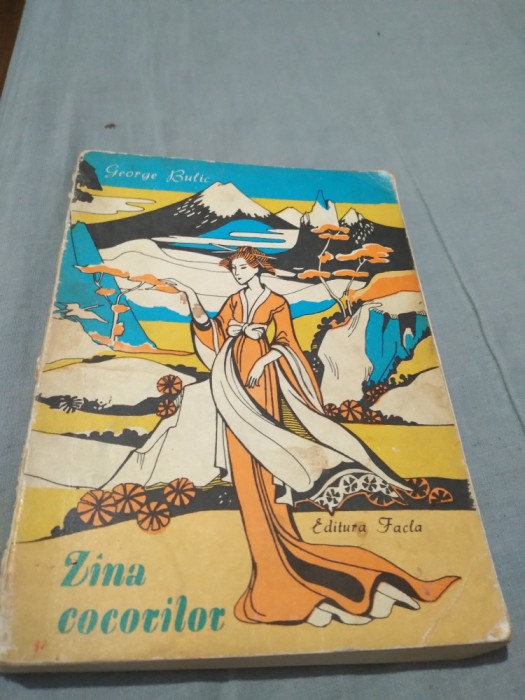 George Bulic
Editura Facla
Zina
cocorilor